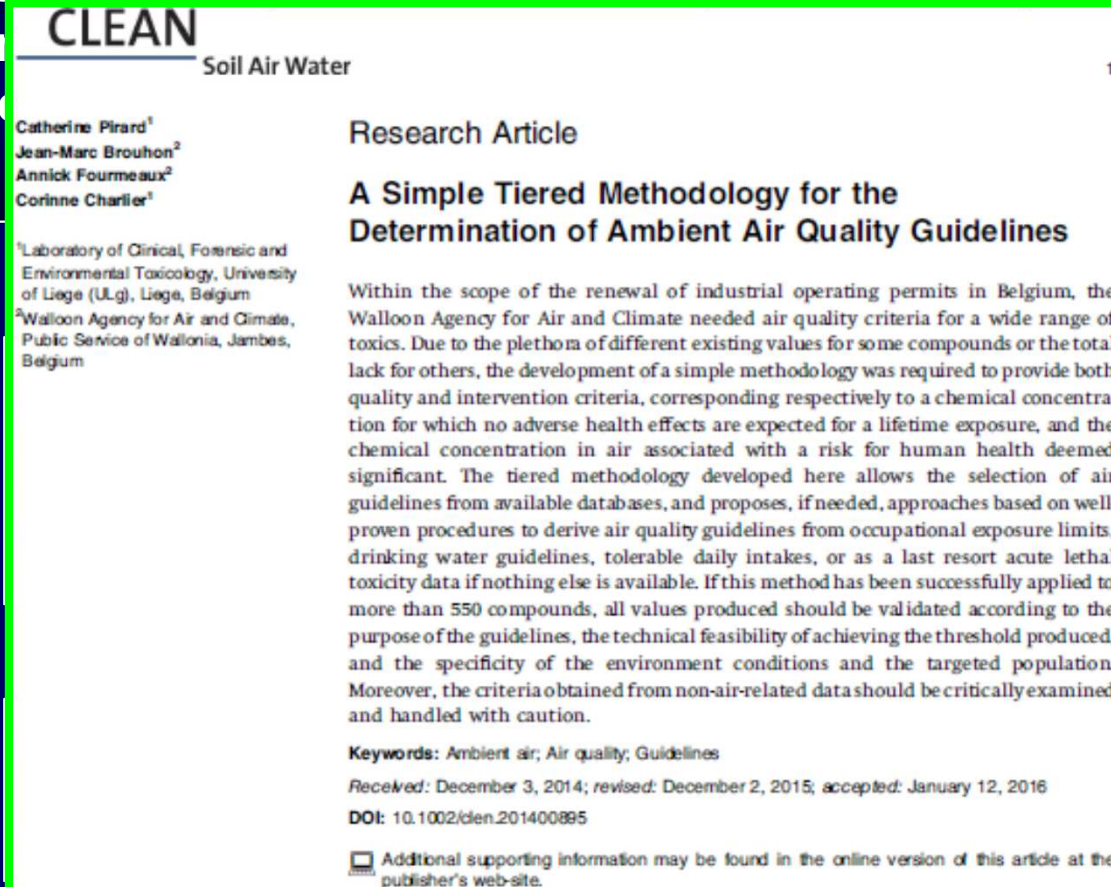 CLEAN
Soil Air Water
1
Catherine Pirard¹
Jean-Marc Brouhon²
Annick Fourmeaux²
Corinne Charlier¹
¹Laboratory of Clinical, Forensic and
Environmental Toxicology, University
of Liege (ULg), Liege, Belgium
²Walloon Agency for Air and Climate,
Public Service of Wallonia, Jambes,
Belgium
Research Article
A Simple Tiered Methodology for the
Determination of Ambient Air Quality Guidelines
Within the scope of the renewal of industrial operating permits in Belgium, the
Walloon Agency for Air and Climate needed air quality criteria for a wide range of
toxics. Due to the plethora of different existing values for some compounds or the total
lack for others, the development of a simple methodology was required to provide both
quality and intervention criteria, corresponding respectively to a chemical concentra
tion for which no adverse health effects are expected for a lifetime exposure, and the
chemical concentration in air associated with a risk for human health deemed
significant. The tiered methodology developed here allows the selection of air
guidelines from available databases, and proposes, if needed, approaches based on well
proven procedures to derive air quality guidelines from occupational exposure limits,
drinking water guidelines, tolerable daily intakes, or as a last resort acute lethal
toxicity data if nothing else is available. If this method has been successfully applied to
more than 550 compounds, all values produced should be validated according to the
purpose of the guidelines, the technical feasibility of achieving the threshold produced,
and the specificity of the environment conditions and the targeted population
Moreover, the criteria obtained from non-air-related data should be critically examined
and handled with caution.
Keywords: Ambient air; Air quality; Guidelines
Received: December 3, 2014; revised: December 2, 2015; accepted: January 12, 2016
DOI: 10.1002/clen.201400895
Additional supporting information may be found in the online version of this article at the
publisher's web-site.